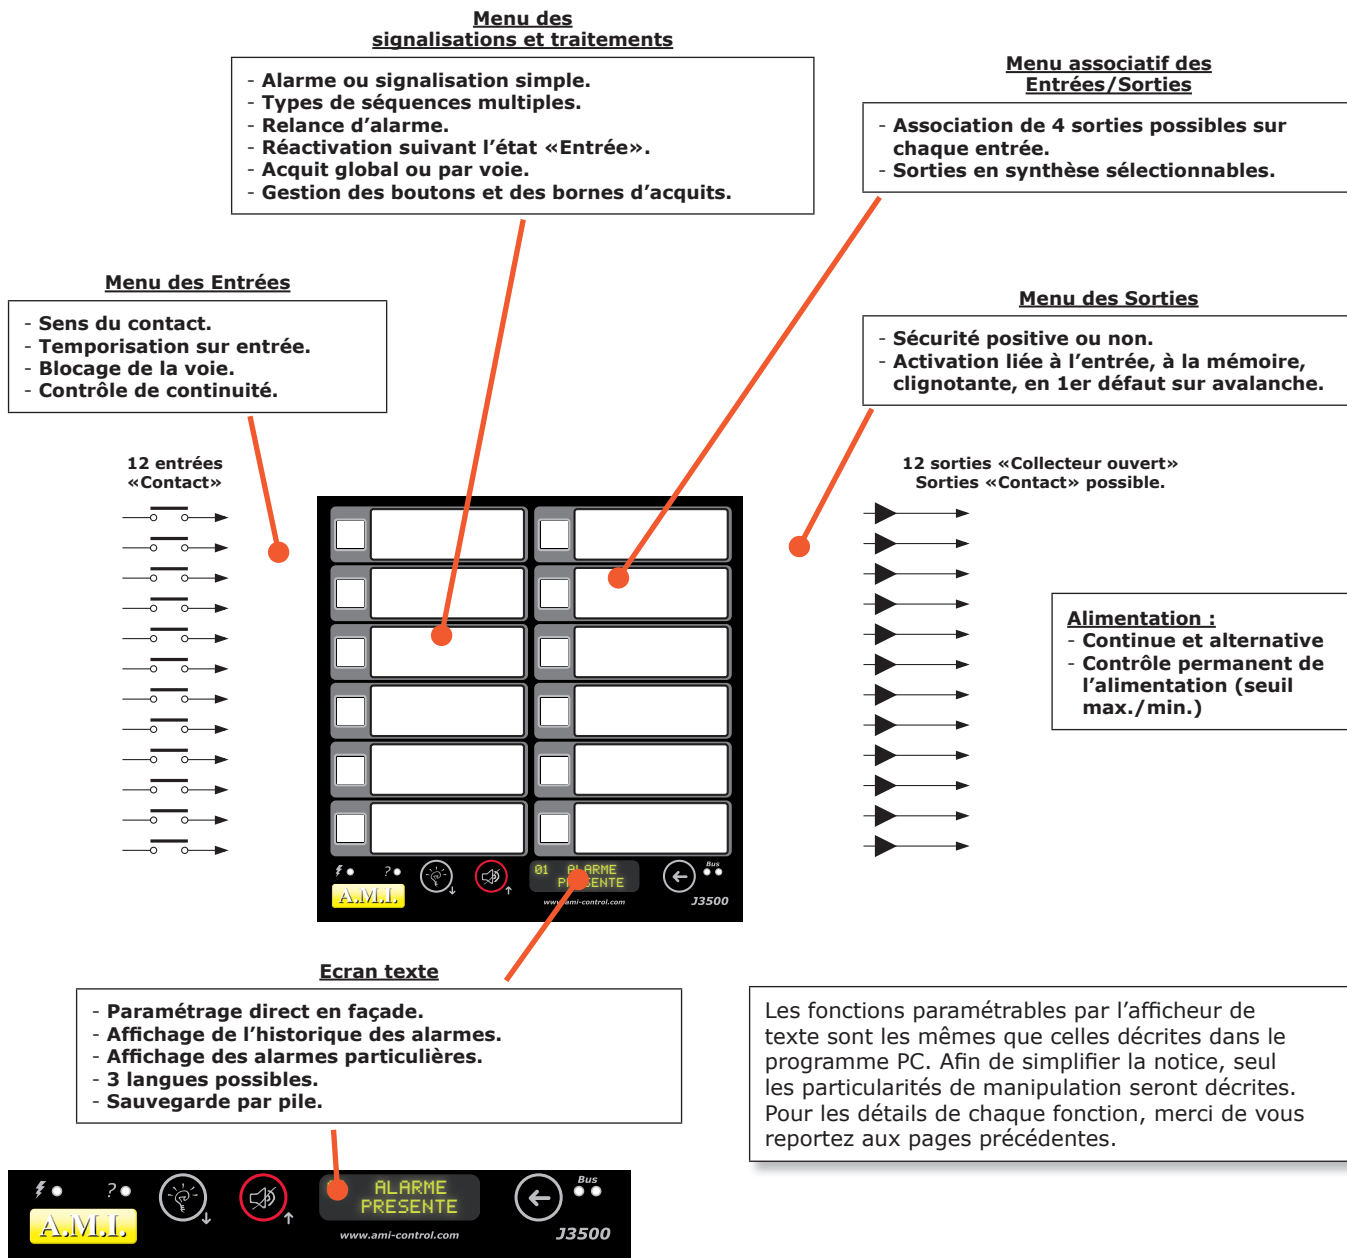 Menu des
signalisations et traitements
- Alarme ou signalisation simple.
- Types de séquences multiples.
- Relance d’alarme.
- Réactivation suivant l’état «Entrée».
- Acquit global ou par voie.
- Gestion des boutons et des bornes d’acquits.
Menu associatif des
Entrées/Sorties
- Association de 4 sorties possibles sur
chaque entrée.
- Sorties en synthèse sélectionnables.
Menu des Entrées
- Sens du contact.
- Temporisation sur entrée.
- Blocage de la voie.
- Contrôle de continuité.
Menu des Sorties
- Sécurité positive ou non.
- Activation liée à l’entrée, à la mémoire,
clignotante, en 1er défaut sur avalanche.
12 entrées
«Contact»
12 sorties «Collecteur ouvert»
Sorties «Contact» possible.
Alimentation :
- Continue et alternative
- Contrôle permanent de
l’alimentation (seuil
max./min.)
?
01 ALARME
PRESENTE
Bus
A.M.I.
www.ami-control.com
J3500
Ecran texte
- Paramétrage direct en façade.
- Affichage de l’historique des alarmes.
- Affichage des alarmes particulières.
- 3 langues possibles.
- Sauvegarde par pile.
Les fonctions paramétrables par l’afficheur de
texte sont les mêmes que celles décrites dans le
programme PC. Afin de simplifier la notice, seul
les particularités de manipulation seront décrites.
Pour les détails de chaque fonction, merci de vous
reportez aux pages précédentes.
?
ALARME
PRESENTE
Bus
A.M.I.
www.ami-control.com
J3500